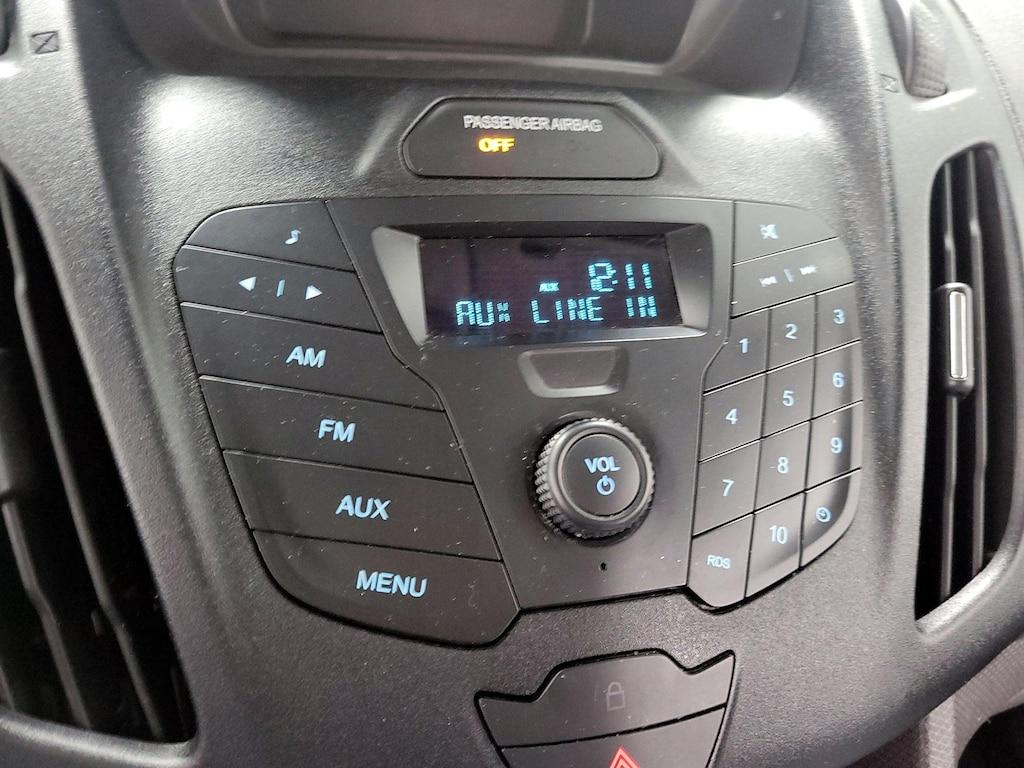 PASSENGER AIRBAG
OFF
AUX 12:11
AUX LINE IN
AM
FM
AUX
MENU
VOL
1 2 3
4 5 6
7 8 9
RDS 10